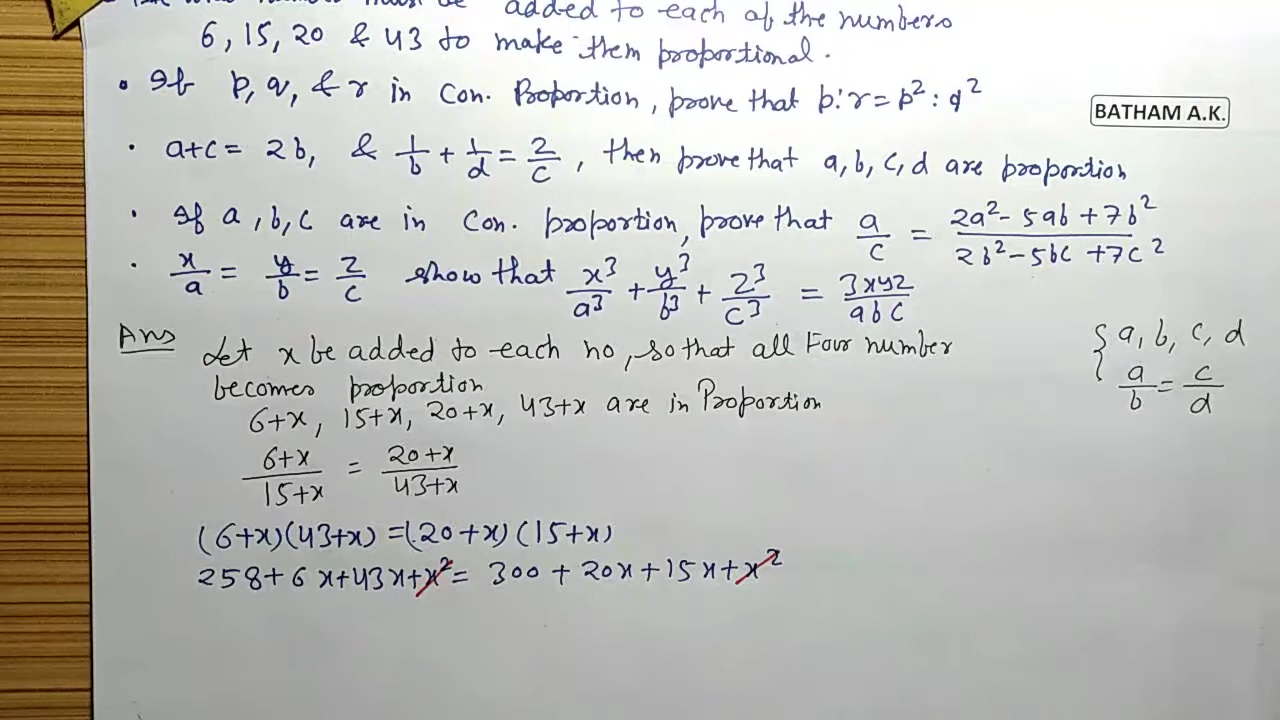 must be added to each of the numbers
6, 15, 20 & 43 to make them proportional.
• If p, q, & r in Con. Proportion, prove that p:r = p² : q²
BATHAM A.K.
• a+c = 2b, & 1/b + 1/d = 2/c, then prove that a, b, c, d are proportion
• If a, b, c are in Con. proportion, prove that a/c = (2a² - 5ab + 7b²)/(2b² - 5bc + 7c²)
• x/a = y/b = z/c show that x³/a³ + y³/b³ + z³/c³ = 3xyz/abc
Ans Let x be added to each no, so that all Four number
becomes proportion
6+x, 15+x, 20+x, 43+x are in Proportion
{ a, b, c, d
a/b = c/d
(6+x)/(15+x) = (20+x)/(43+x)
(6+x)(43+x) = (20+x)(15+x)
258+6x+43x+x² = 300+20x+15x+x²